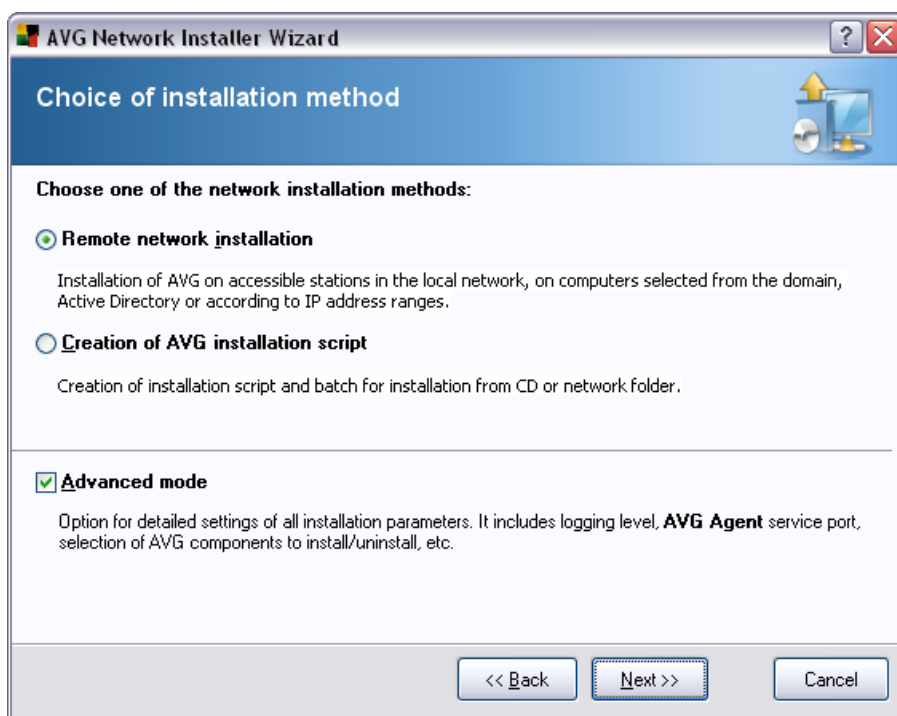 AVG Network Installer Wizard
?
Choice of installation method
Choose one of the network installation methods:
Remote network installation
Installation of AVG on accessible stations in the local network, on computers selected from the domain,
Active Directory or according to IP address ranges.
Creation of AVG installation script
Creation of installation script and batch for installation from CD or network folder.
Advanced mode
Option for detailed settings of all installation parameters. It includes logging level, AVG Agent service port,
selection of AVG components to install/uninstall, etc.
<< Back
Next >>
Cancel